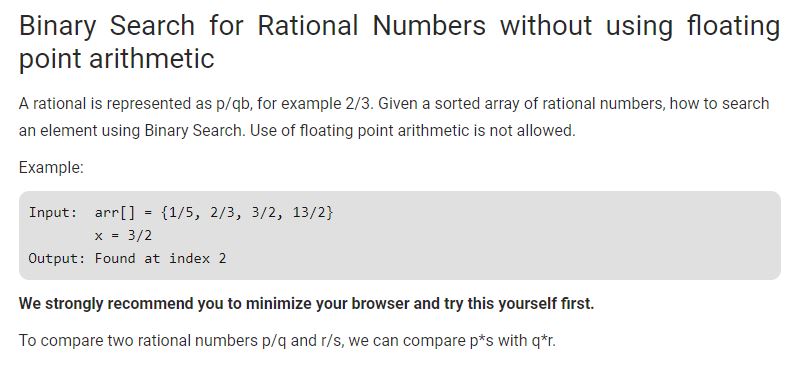 Binary Search for Rational Numbers without using floating
point arithmetic
A rational is represented as p/qb, for example 2/3. Given a sorted array of rational numbers, how to search
an element using Binary Search. Use of floating point arithmetic is not allowed.
Example:
Input:  arr[] = {1/5, 2/3, 3/2, 13/2}
        x = 3/2
Output: Found at index 2
We strongly recommend you to minimize your browser and try this yourself first.
To compare two rational numbers p/q and r/s, we can compare p*s with q*r.